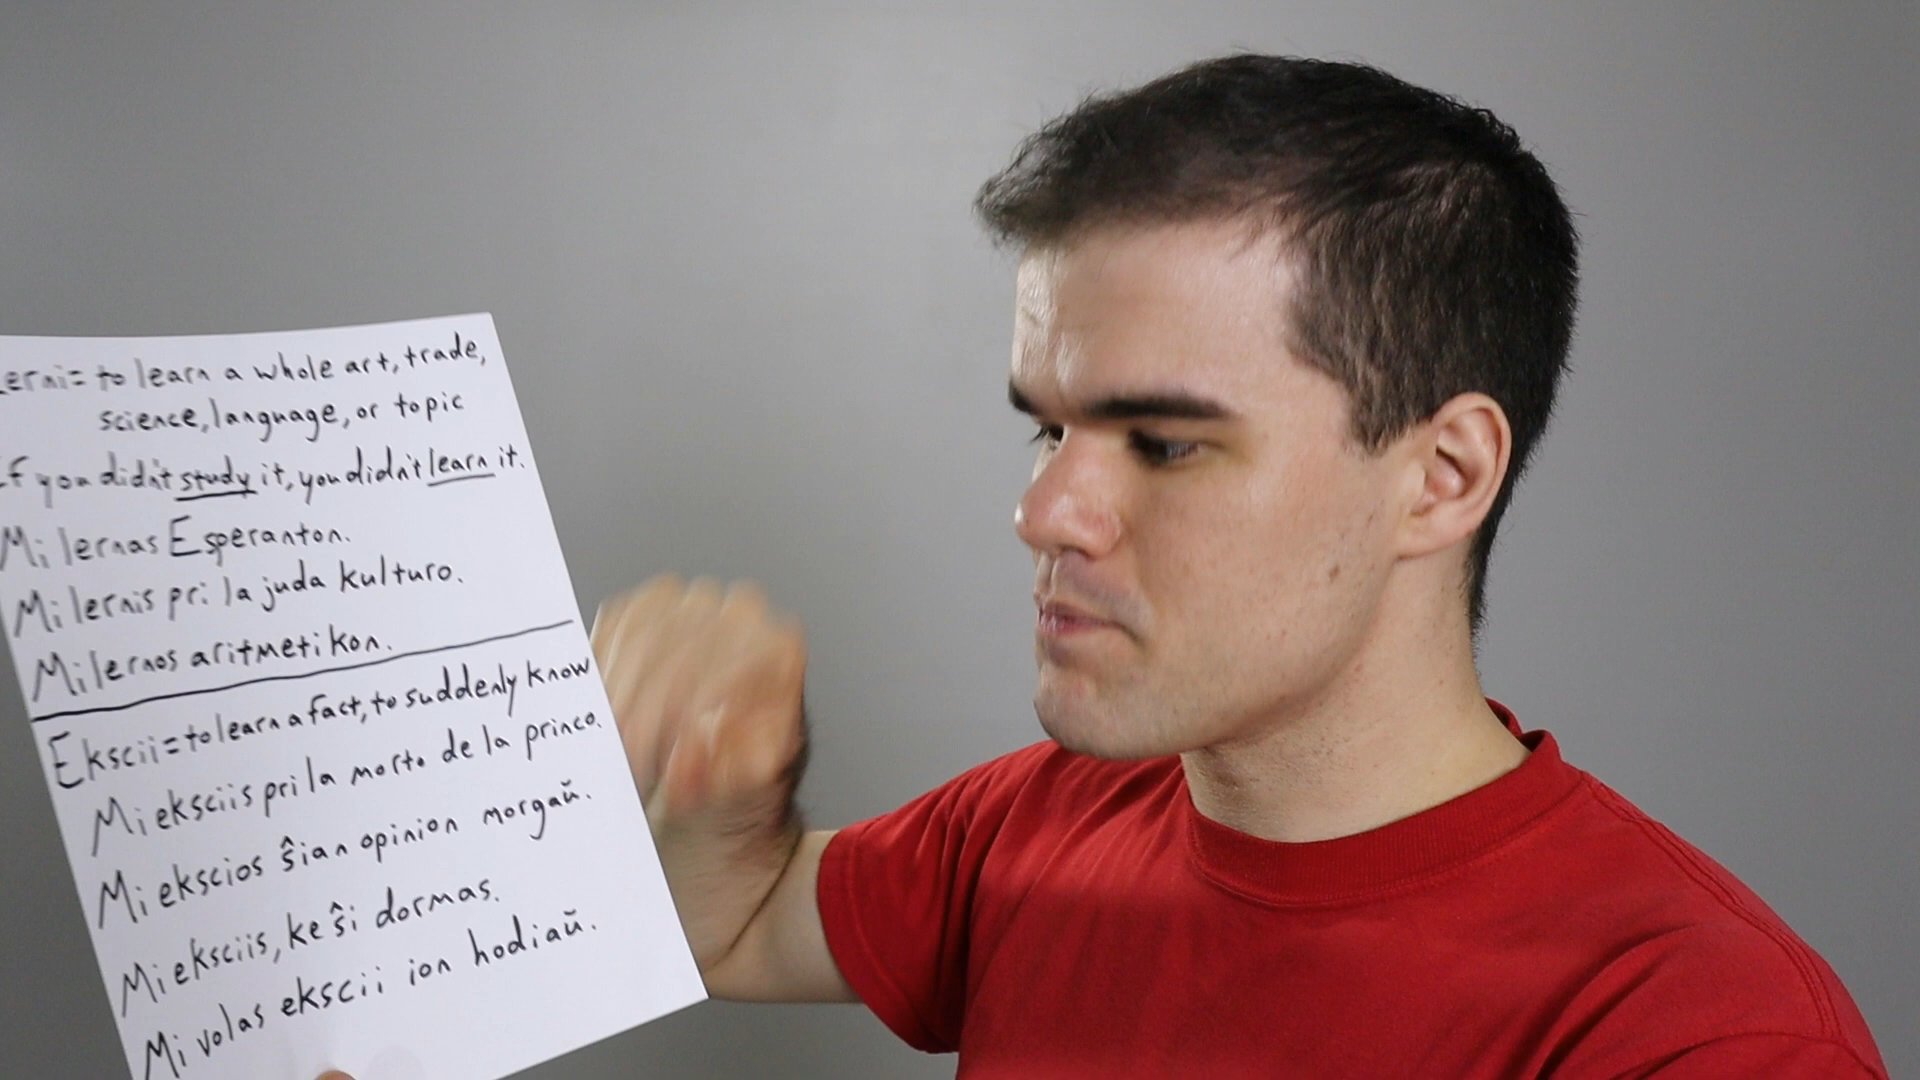 erni= to learn a whole art, trade,
science, language, or topic
If you didn't study it, you didn't learn it.
Mi lernas Esperanton.
Mi lernis pri la juda kulturo.
Mi lernos aritmetikon.
Ekscii= to learn a fact, to suddenly know
Mi eksciis pri la morto de la princo.
Mi ekscios ŝian opinion morgaŭ.
Mi eksciis, ke ŝi dormas.
Mi volas ekscii ion hodiaŭ.